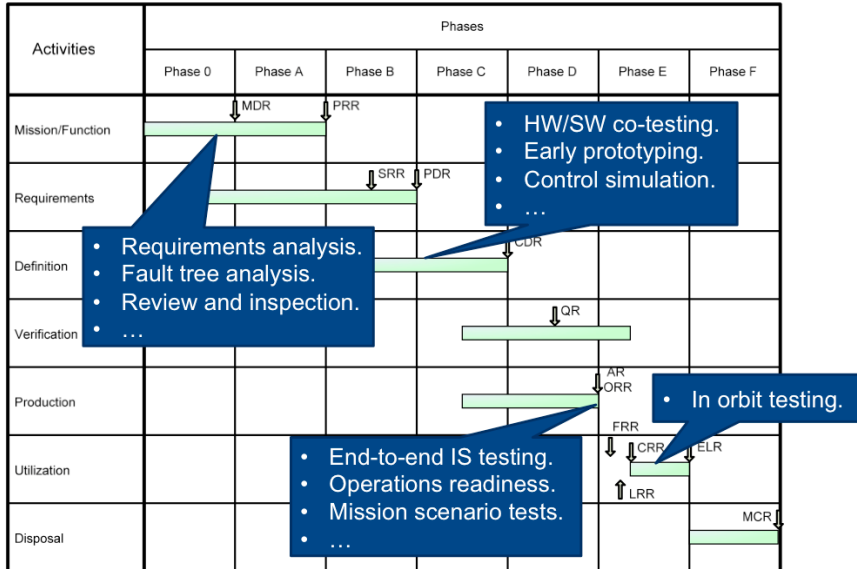 Activities
Phases
Phase 0
Phase A
Phase B
Phase C
Phase D
Phase E
Phase F
Mission/Function
MDR
PRR
• HW/SW co-testing.
• Early prototyping.
• Control simulation.
• …
Requirements
SRR
PDR
• Requirements analysis.
• Fault tree analysis.
• Review and inspection.
• …
Definition
CDR
Verification
QR
Production
AR
ORR
• In orbit testing.
• End-to-end IS testing.
• Operations readiness.
• Mission scenario tests.
• …
Utilization
FRR
CRR
ELR
LRR
Disposal
MCR